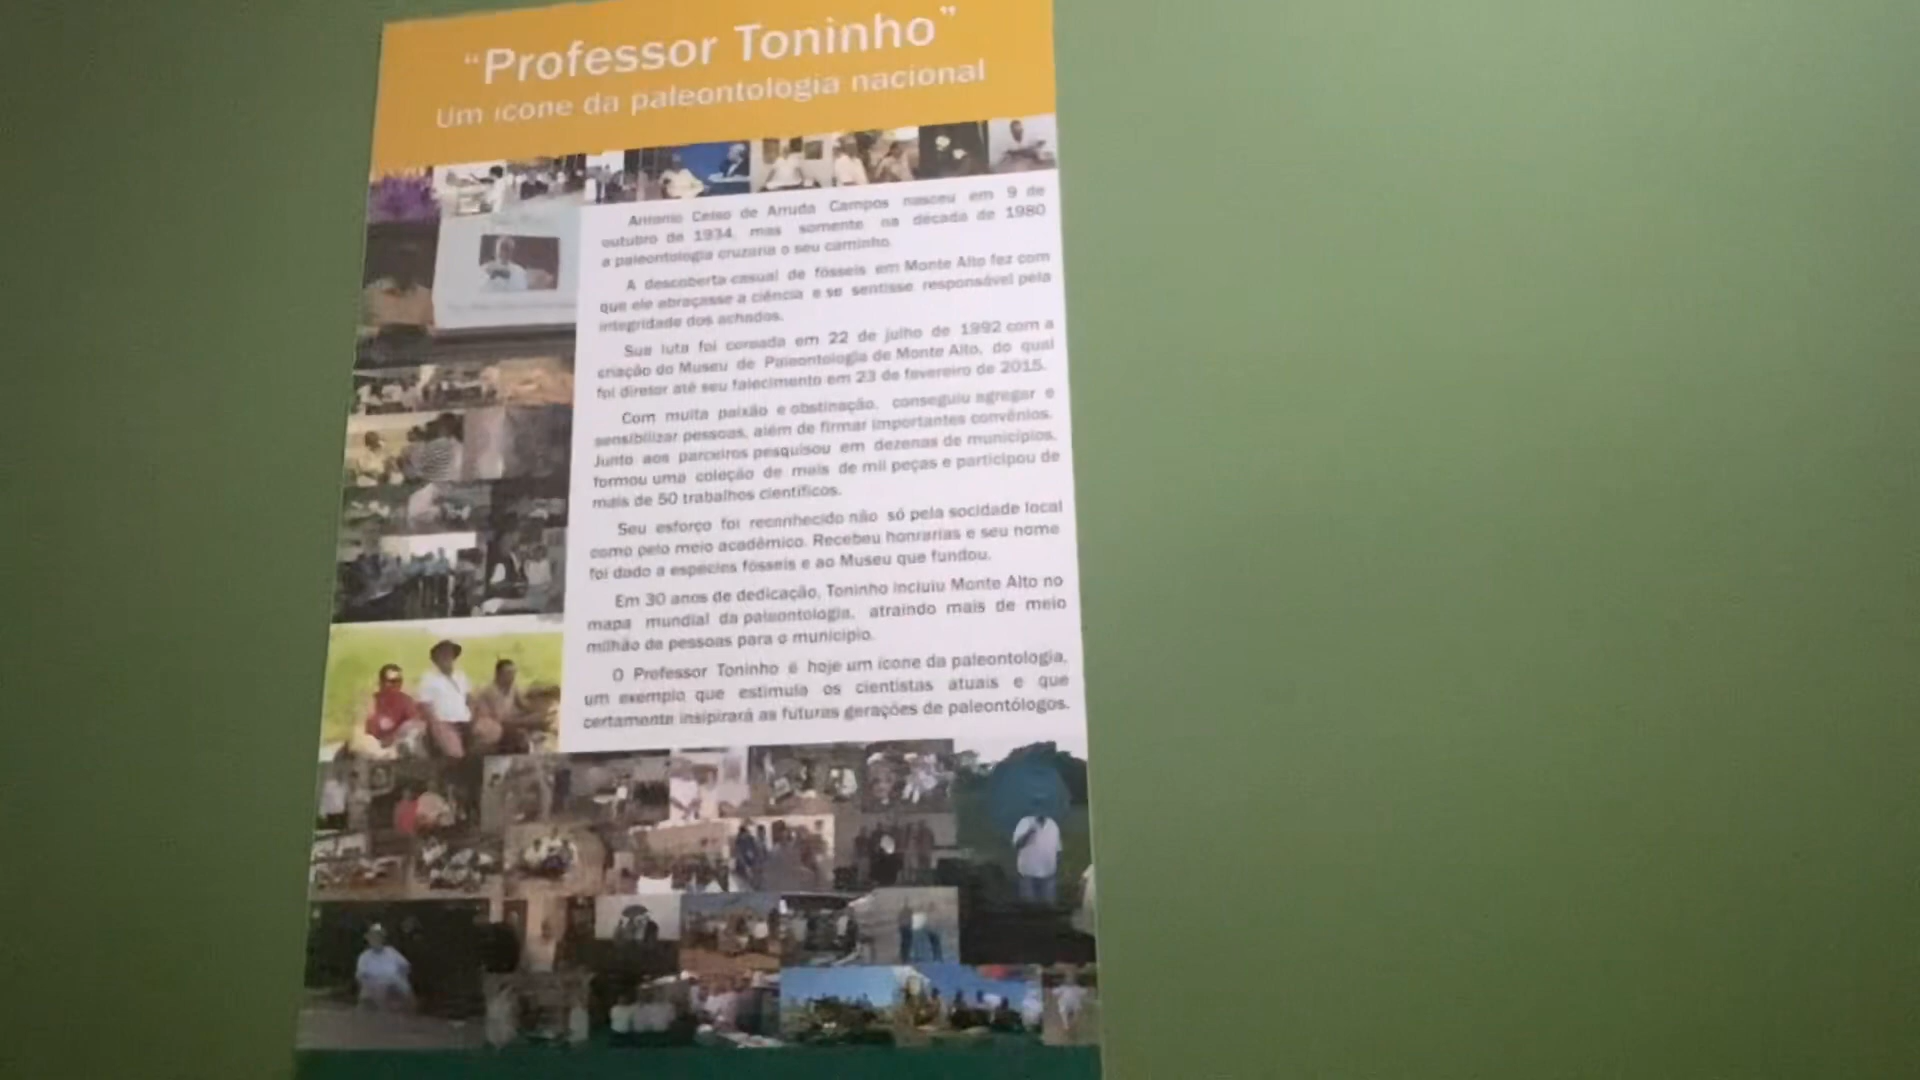 “Professor Toninho”
Um ícone da paleontologia nacional
Antonio Celso de Arruda Campos nasceu em 9 de
outubro de 1934, mas somente na década de 1980
a paleontologia cruzaria o seu caminho.
A descoberta casual de fósseis em Monte Alto fez com
que ele abraçasse a ciência e se sentisse responsável pela
integridade dos achados.
Sua luta foi coroada em 22 de julho de 1992 com a
criação do Museu de Paleontologia de Monte Alto, do qual
foi diretor até seu falecimento em 23 de fevereiro de 2015.
Com muita paixão e obstinação, conseguiu agregar e
sensibilizar pessoas, além de firmar importantes convênios.
Junto aos parceiros pesquisou em dezenas de municípios,
formou uma coleção de mais de mil peças e participou de
mais de 50 trabalhos científicos.
Seu esforço foi reconhecido não só pela socidade local
como pelo meio acadêmico. Recebeu honrarias e seu nome
foi dado a espécies fósseis e ao Museu que fundou.
Em 30 anos de dedicação, Toninho incluiu Monte Alto no
mapa mundial da paleontologia, atraindo mais de meio
milhão de pessoas para o município.
O Professor Toninho é hoje um ícone da paleontologia,
um exemplo que estimula os cientistas atuais e que
certamente insipirará as futuras gerações de paleontólogos.